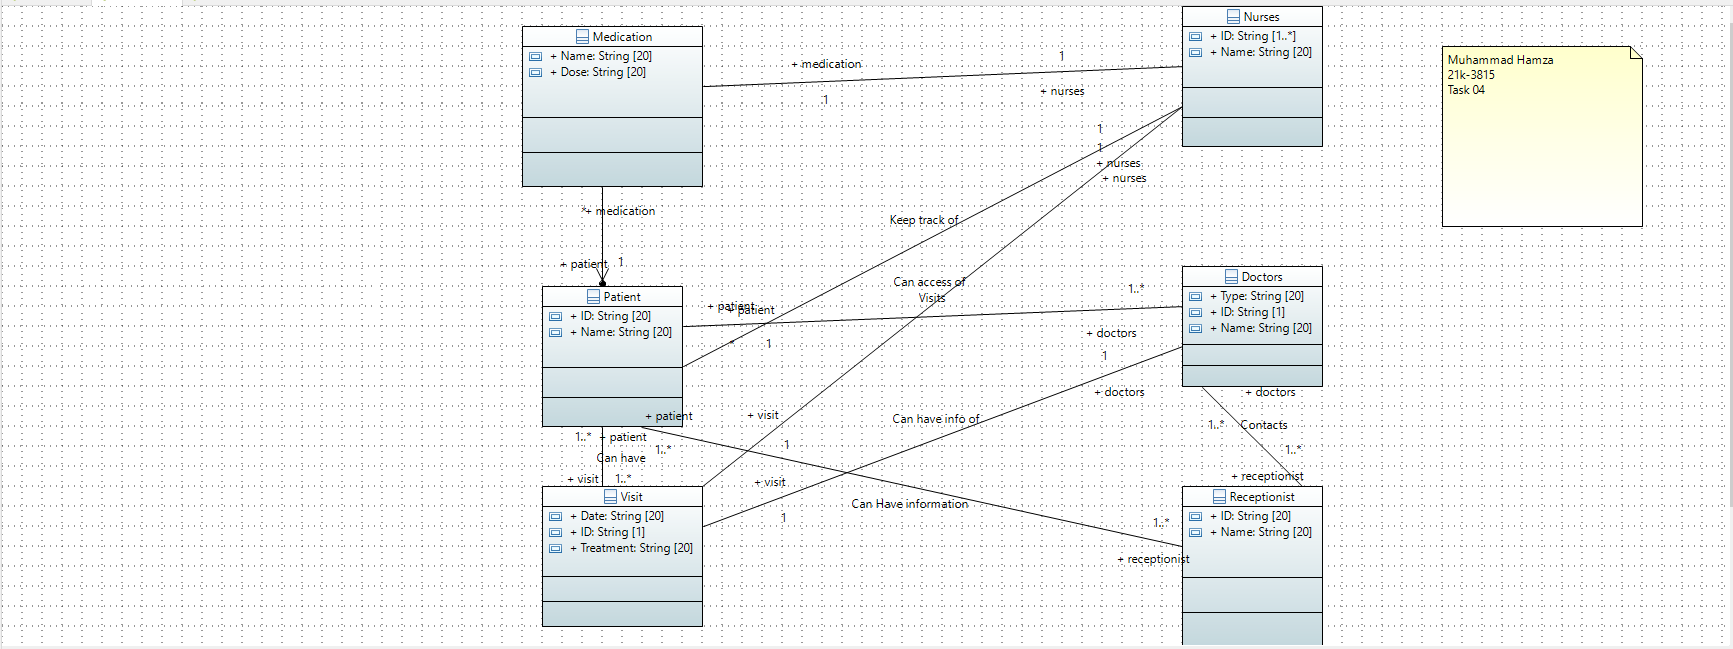 Medication
+ Name: String [20]
+ Dose: String [20]
+ medication
1
1
+ nurses
Nurses
+ ID: String [1..*]
+ Name: String [20]
Muhammad Hamza
21k-3815
Task 04
1
1
+ nurses
+ nurses
*+ medication
+ patient
1
Keep track of
Can access of
Visits
Patient
+ ID: String [20]
+ Name: String [20]
+ patient
+ patient
*
1
1..*
+ doctors
1
+ doctors
Doctors
+ Type: String [20]
+ ID: String [1]
+ Name: String [20]
+ doctors
1..*
Contacts
1..*
+ receptionist
+ patient
1..*
+ patient
1..*
Can have
+ visit
1..*
+ visit
1
Can have info of
+ visit
1
Can Have information
1..*
+ receptionist
Visit
+ Date: String [20]
+ ID: String [1]
+ Treatment: String [20]
Receptionist
+ ID: String [20]
+ Name: String [20]